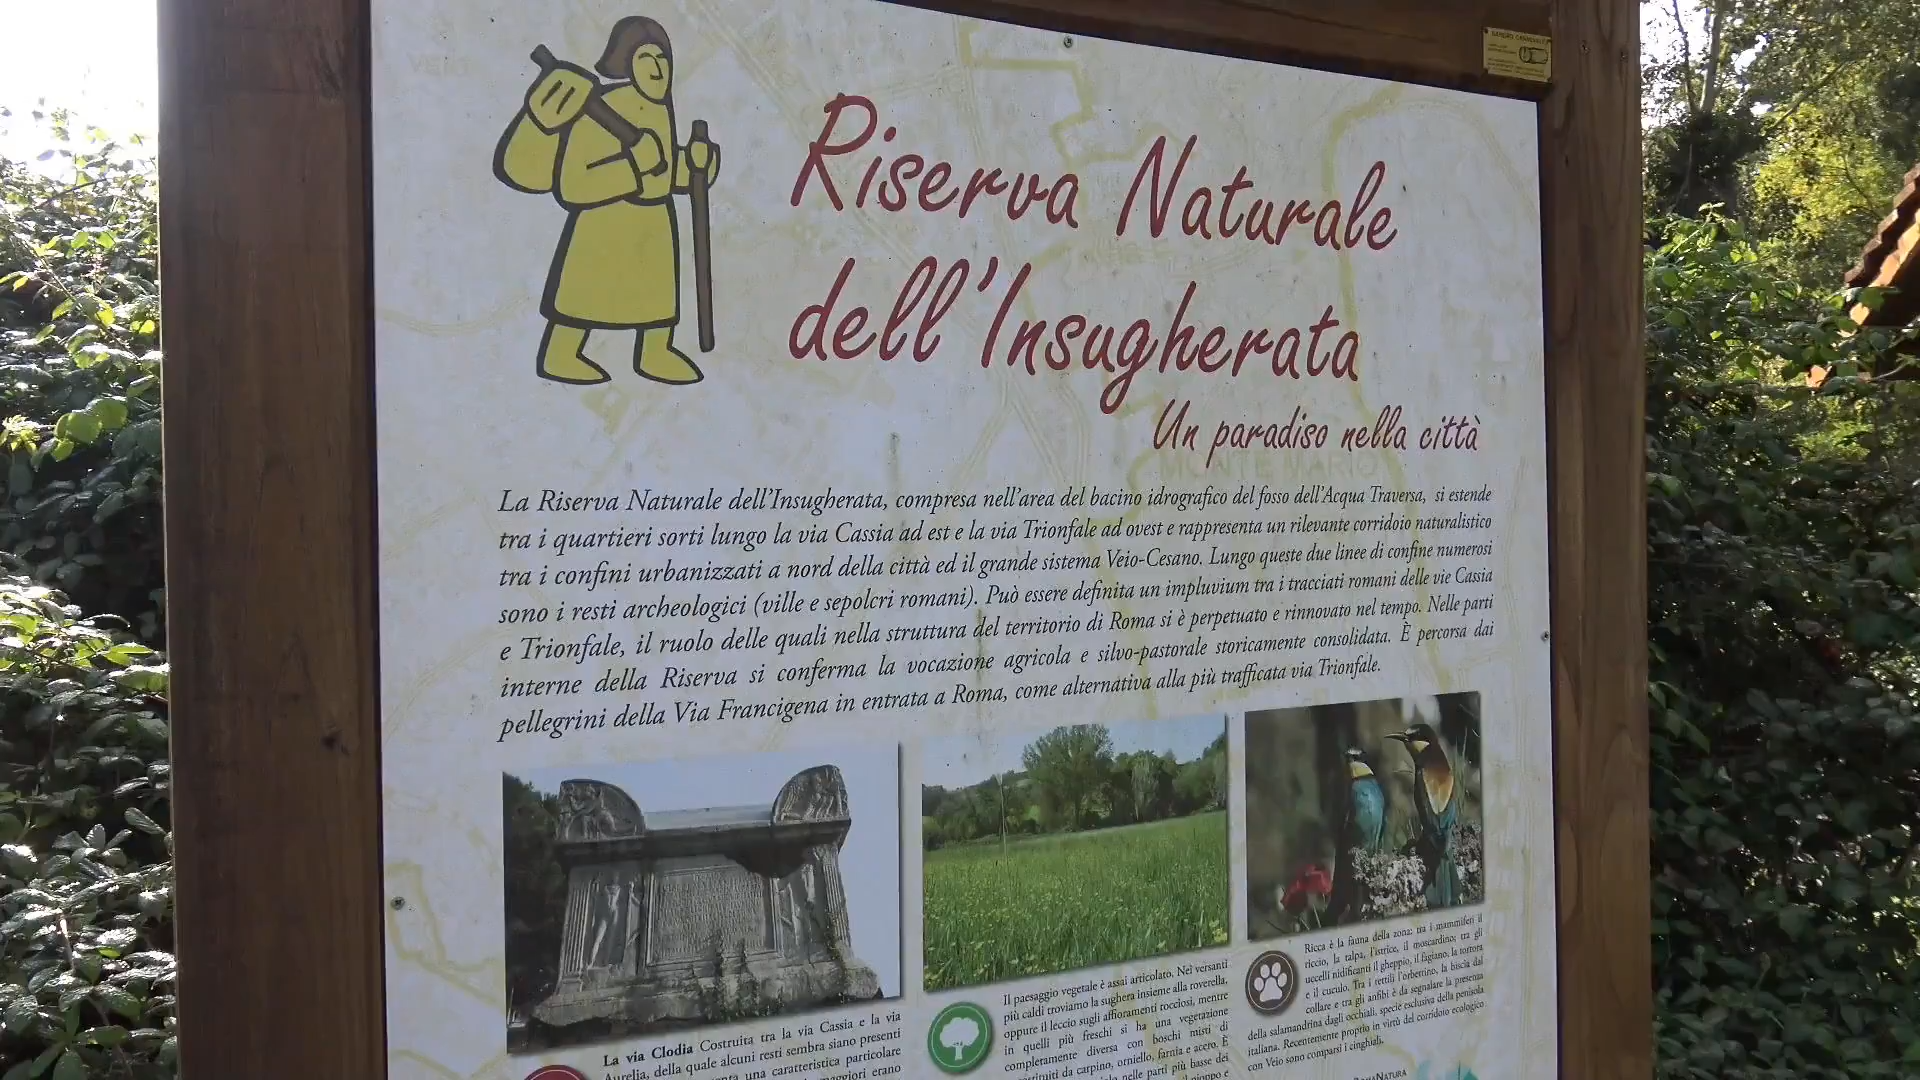 Riserva Naturale
dell'Insugherata
Un paradiso nella città
MONTE MARIO
La Riserva Naturale dell'Insugherata, compresa nell'area del bacino idrografico del fosso dell'Acqua Traversa, si estende
tra i quartieri sorti lungo la via Cassia ad est e la via Trionfale ad ovest e rappresenta un rilevante corridoio naturalistico
tra i confini urbanizzati a nord della città ed il grande sistema Veio-Cesano. Lungo queste due linee di confine numerosi
sono i resti archeologici (ville e sepolcri romani). Può essere definita un impluvium tra i tracciati romani delle vie Cassia
e Trionfale, il ruolo delle quali nella struttura del territorio di Roma si è perpetuato e rinnovato nel tempo. Nelle parti
interne della Riserva si conferma la vocazione agricola e silvo-pastorale storicamente consolidata. È percorsa dai
pellegrini della Via Francigena in entrata a Roma, come alternativa alla più trafficata via Trionfale.
La via Clodia Costruita tra la via Cassia e la via
Aurelia, della quale alcuni resti sembra siano presenti
una caratteristica particolare
maggiori erano
Il paesaggio vegetale è assai articolato. Nei versanti
più caldi troviamo la sughera insieme alla roverella,
oppure il leccio sugli affioramenti rocciosi, mentre
in quelli più freschi si ha una vegetazione
completamente diversa con boschi misti di
carpino, orniello, farnia e acero. È
nelle parti più basse dei
Ricca è la fauna della zona: tra i mammiferi il
riccio, la talpa, l'istrice, il moscardino; tra gli
uccelli nidificanti il gheppio, il fagiano, la tortora
e il cuculo. Tra i rettili l'orbettino, la biscia dal
collare e tra gli anfibi è da segnalare la presenza
della salamandrina dagli occhiali, specie esclusiva della penisola
italiana. Recentemente proprio in virtù del corridoio ecologico
con Veio sono comparsi i cinghiali.